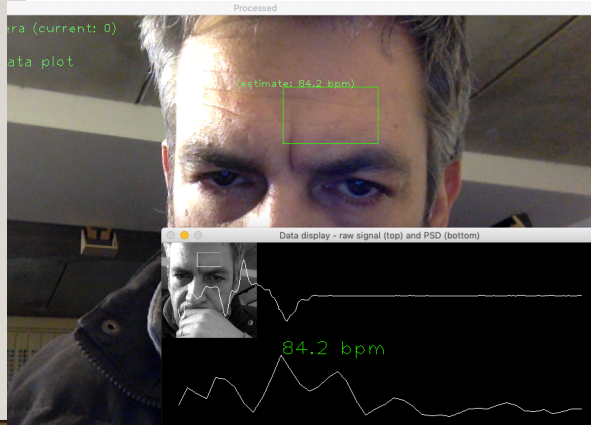 Processed
era (current: 0)
ata plot
(estimate: 84.2 bpm)
Data display - raw signal (top) and PSD (bottom)
84.2 bpm